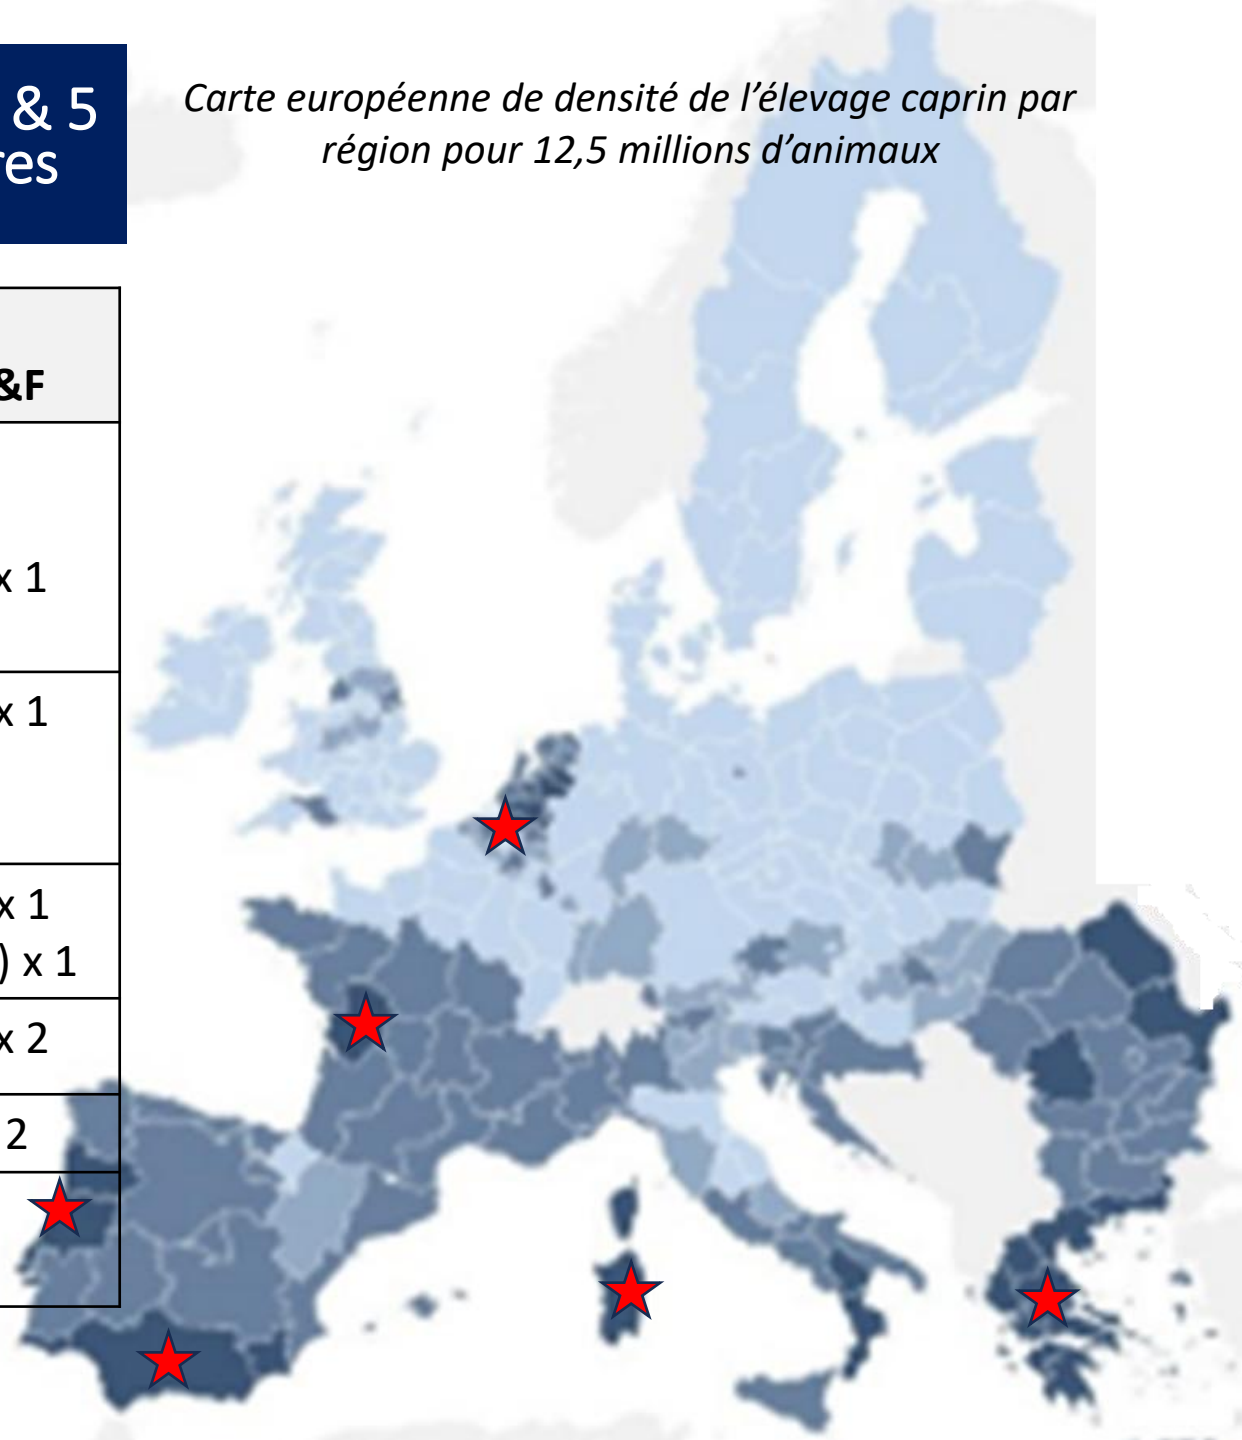 & 5
res
Carte européenne de densité de l’élevage caprin par
région pour 12,5 millions d’animaux
&F
x 1
x 1
x 1
) x 1
x 2
2